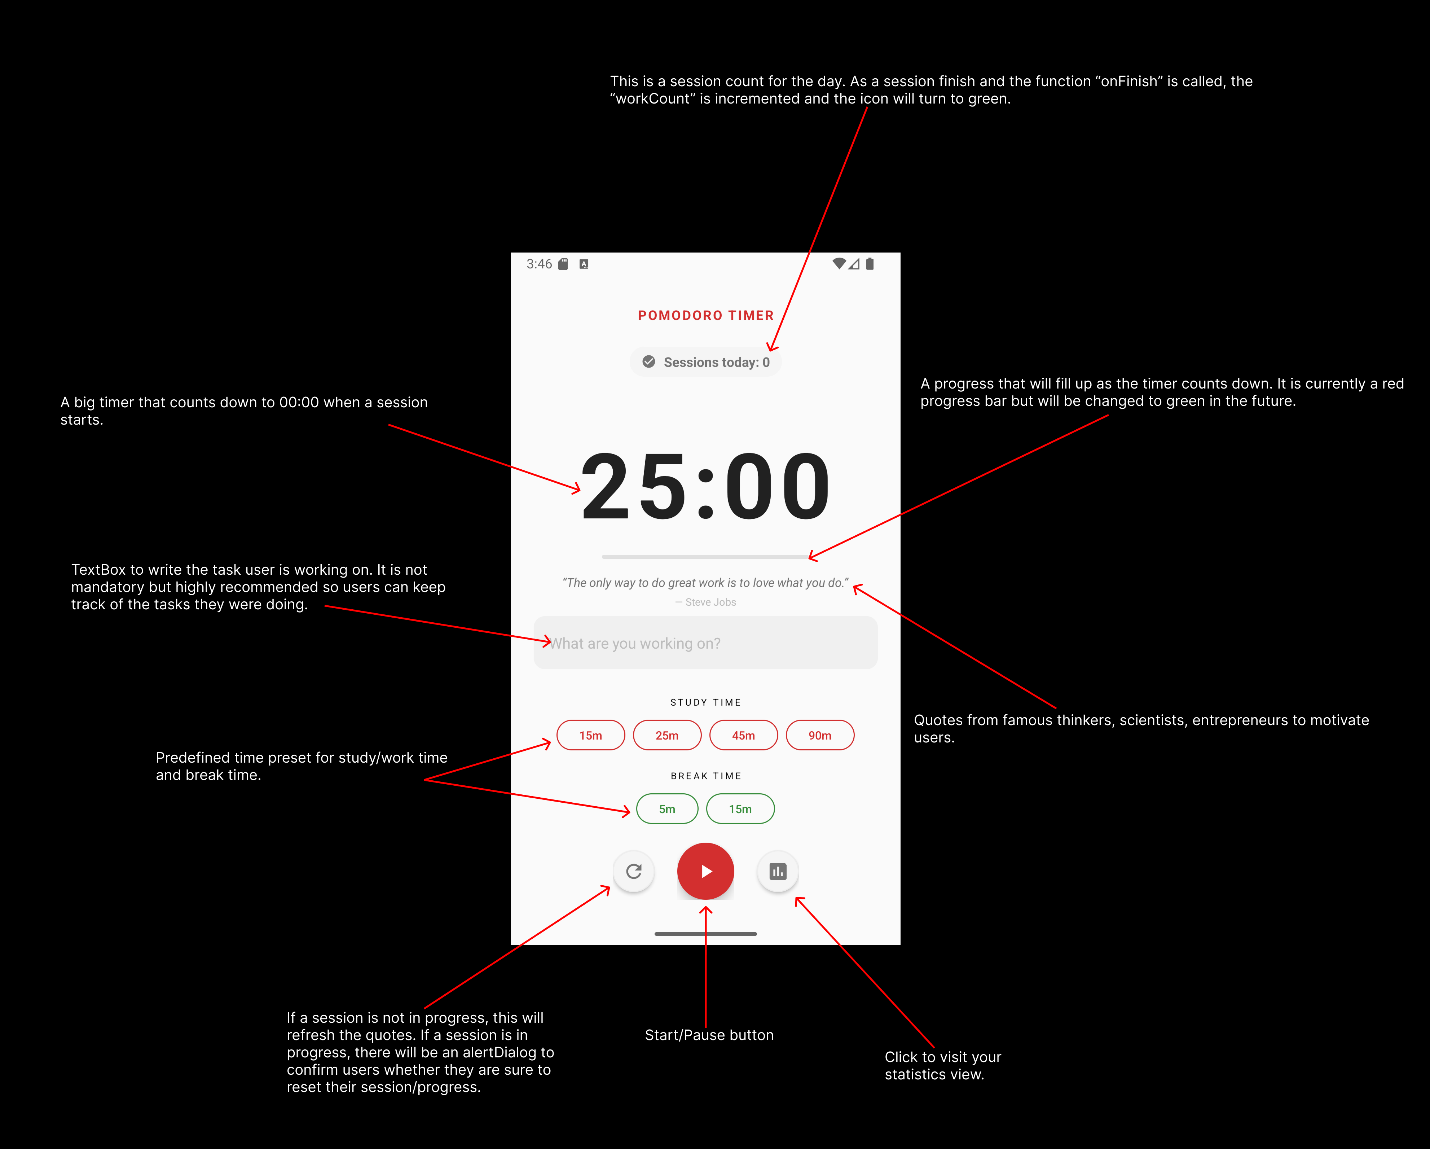 This is a session count for the day. As a session finish and the function “onFinish” is called, the
“workCount” is incremented and the icon will turn to green.
3:46
POMODORO TIMER
Sessions today: 0
A progress that will fill up as the timer counts down. It is currently a red
progress bar but will be changed to green in the future.
A big timer that counts down to 00:00 when a session
starts.
25:00
TextBox to write the task user is working on. It is not
mandatory but highly recommended so users can keep
track of the tasks they were doing.
“The only way to do great work is to love what you do.”
— Steve Jobs
What are you working on?
STUDY TIME
Quotes from famous thinkers, scientists, entrepreneurs to motivate
users.
15m 25m 45m 90m
Predefined time preset for study/work time
and break time.
BREAK TIME
5m 15m
If a session is not in progress, this will
refresh the quotes. If a session is in
progress, there will be an alertDialog to
confirm users whether they are sure to
reset their session/progress.
Start/Pause button
Click to visit your
statistics view.